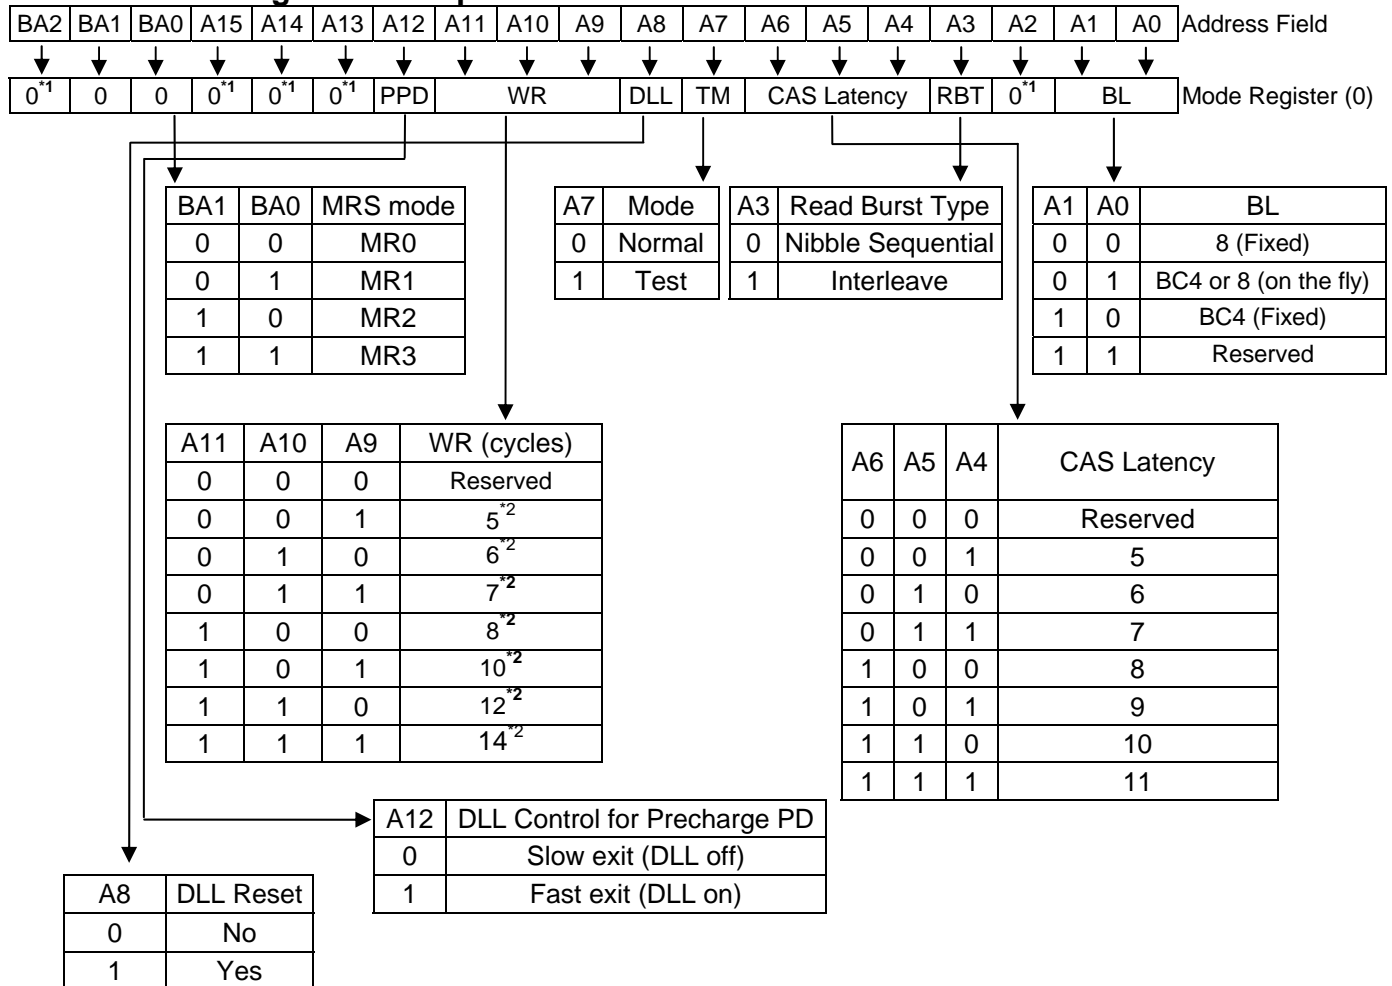 BA2 BA1 BA0 A15 A14 A13 A12 A11 A10 A9 A8 A7 A6 A5 A4 A3 A2 A1 A0 Address Field
0*1 0 0 0*1 0*1 0*1 PPD WR DLL TM CAS Latency RBT 0*1 BL Mode Register (0)
BA1 BA0 MRS mode
0 0 MR0
0 1 MR1
1 0 MR2
1 1 MR3
A7 Mode
0 Normal
1 Test
A3 Read Burst Type
0 Nibble Sequential
1 Interleave
A1 A0 BL
0 0 8 (Fixed)
0 1 BC4 or 8 (on the fly)
1 0 BC4 (Fixed)
1 1 Reserved
A11 A10 A9 WR (cycles)
0 0 0 Reserved
0 0 1 5*2
0 1 0 6*2
0 1 1 7*2
1 0 0 8*2
1 0 1 10*2
1 1 0 12*2
1 1 1 14*2
A6 A5 A4 CAS Latency
0 0 0 Reserved
0 0 1 5
0 1 0 6
0 1 1 7
1 0 0 8
1 0 1 9
1 1 0 10
1 1 1 11
A12 DLL Control for Precharge PD
0 Slow exit (DLL off)
1 Fast exit (DLL on)
A8 DLL Reset
0 No
1 Yes